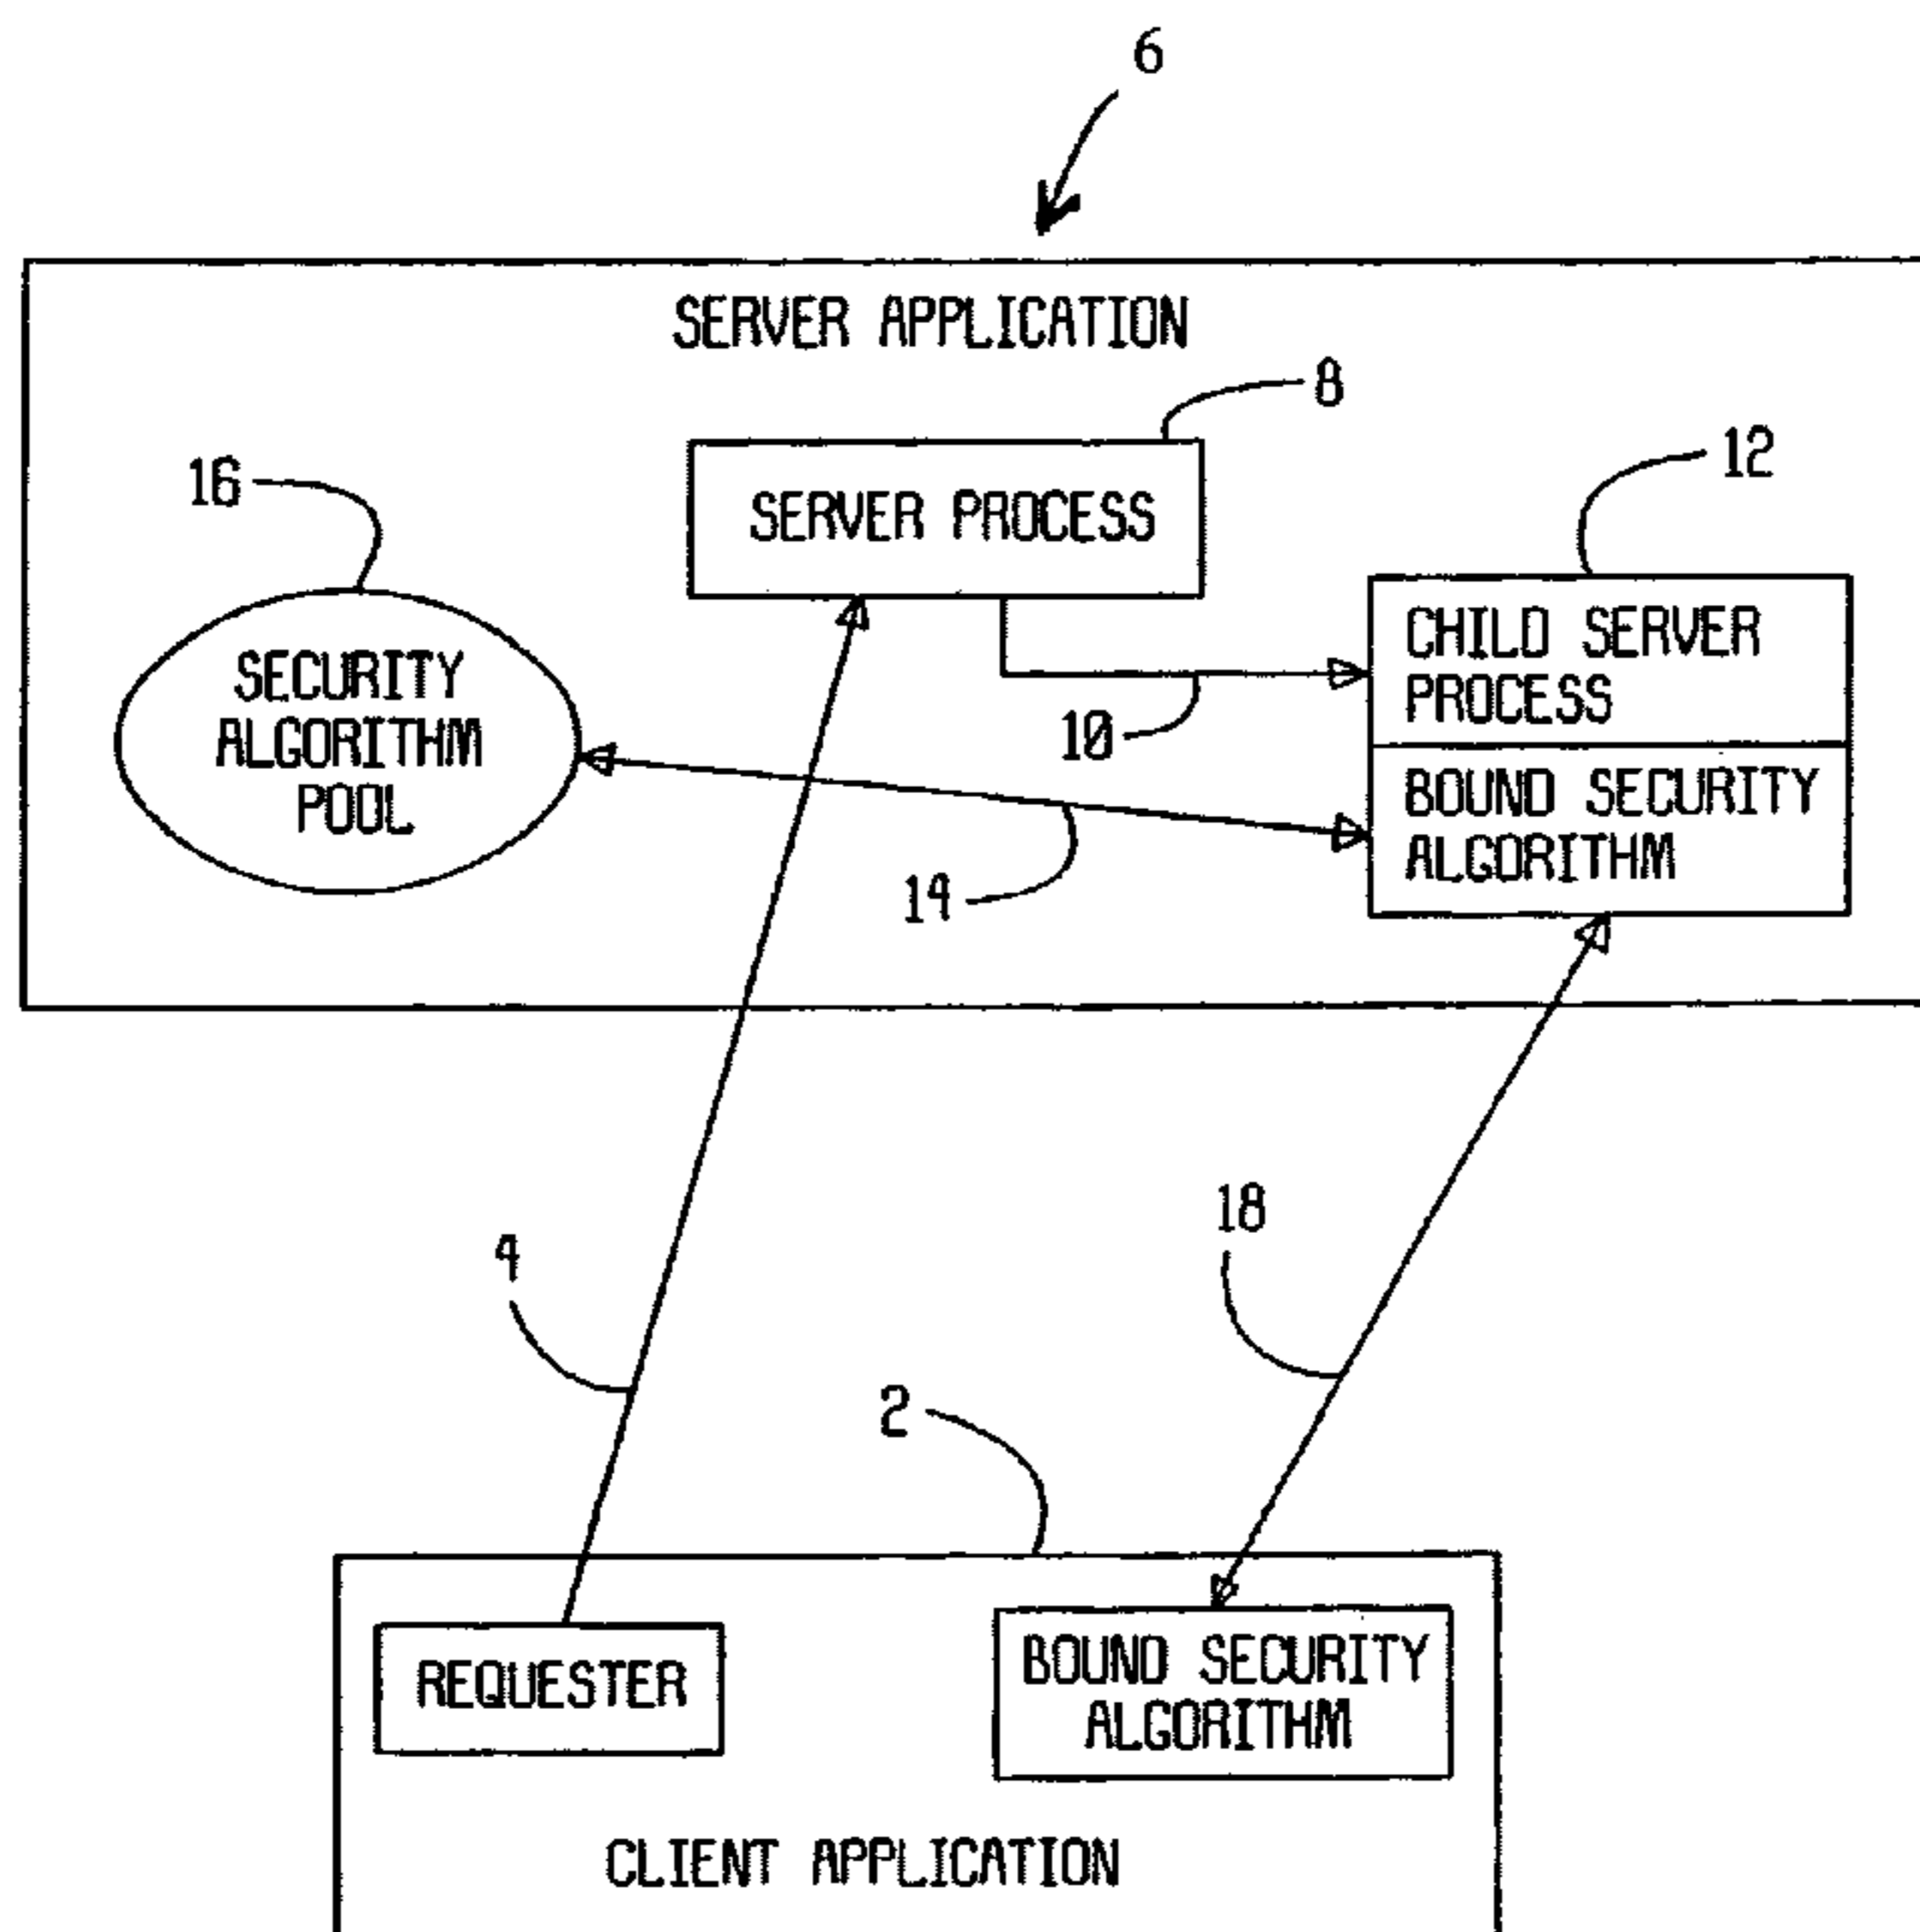 6
SERVER APPLICATION
8
12
16
SERVER PROCESS
CHILD SERVER
PROCESS
SECURITY
ALGORITHM
POOL
10
BOUND SECURITY
ALGORITHM
14
4
18
2
REQUESTER
BOUND SECURITY
ALGORITHM
CLIENT APPLICATION